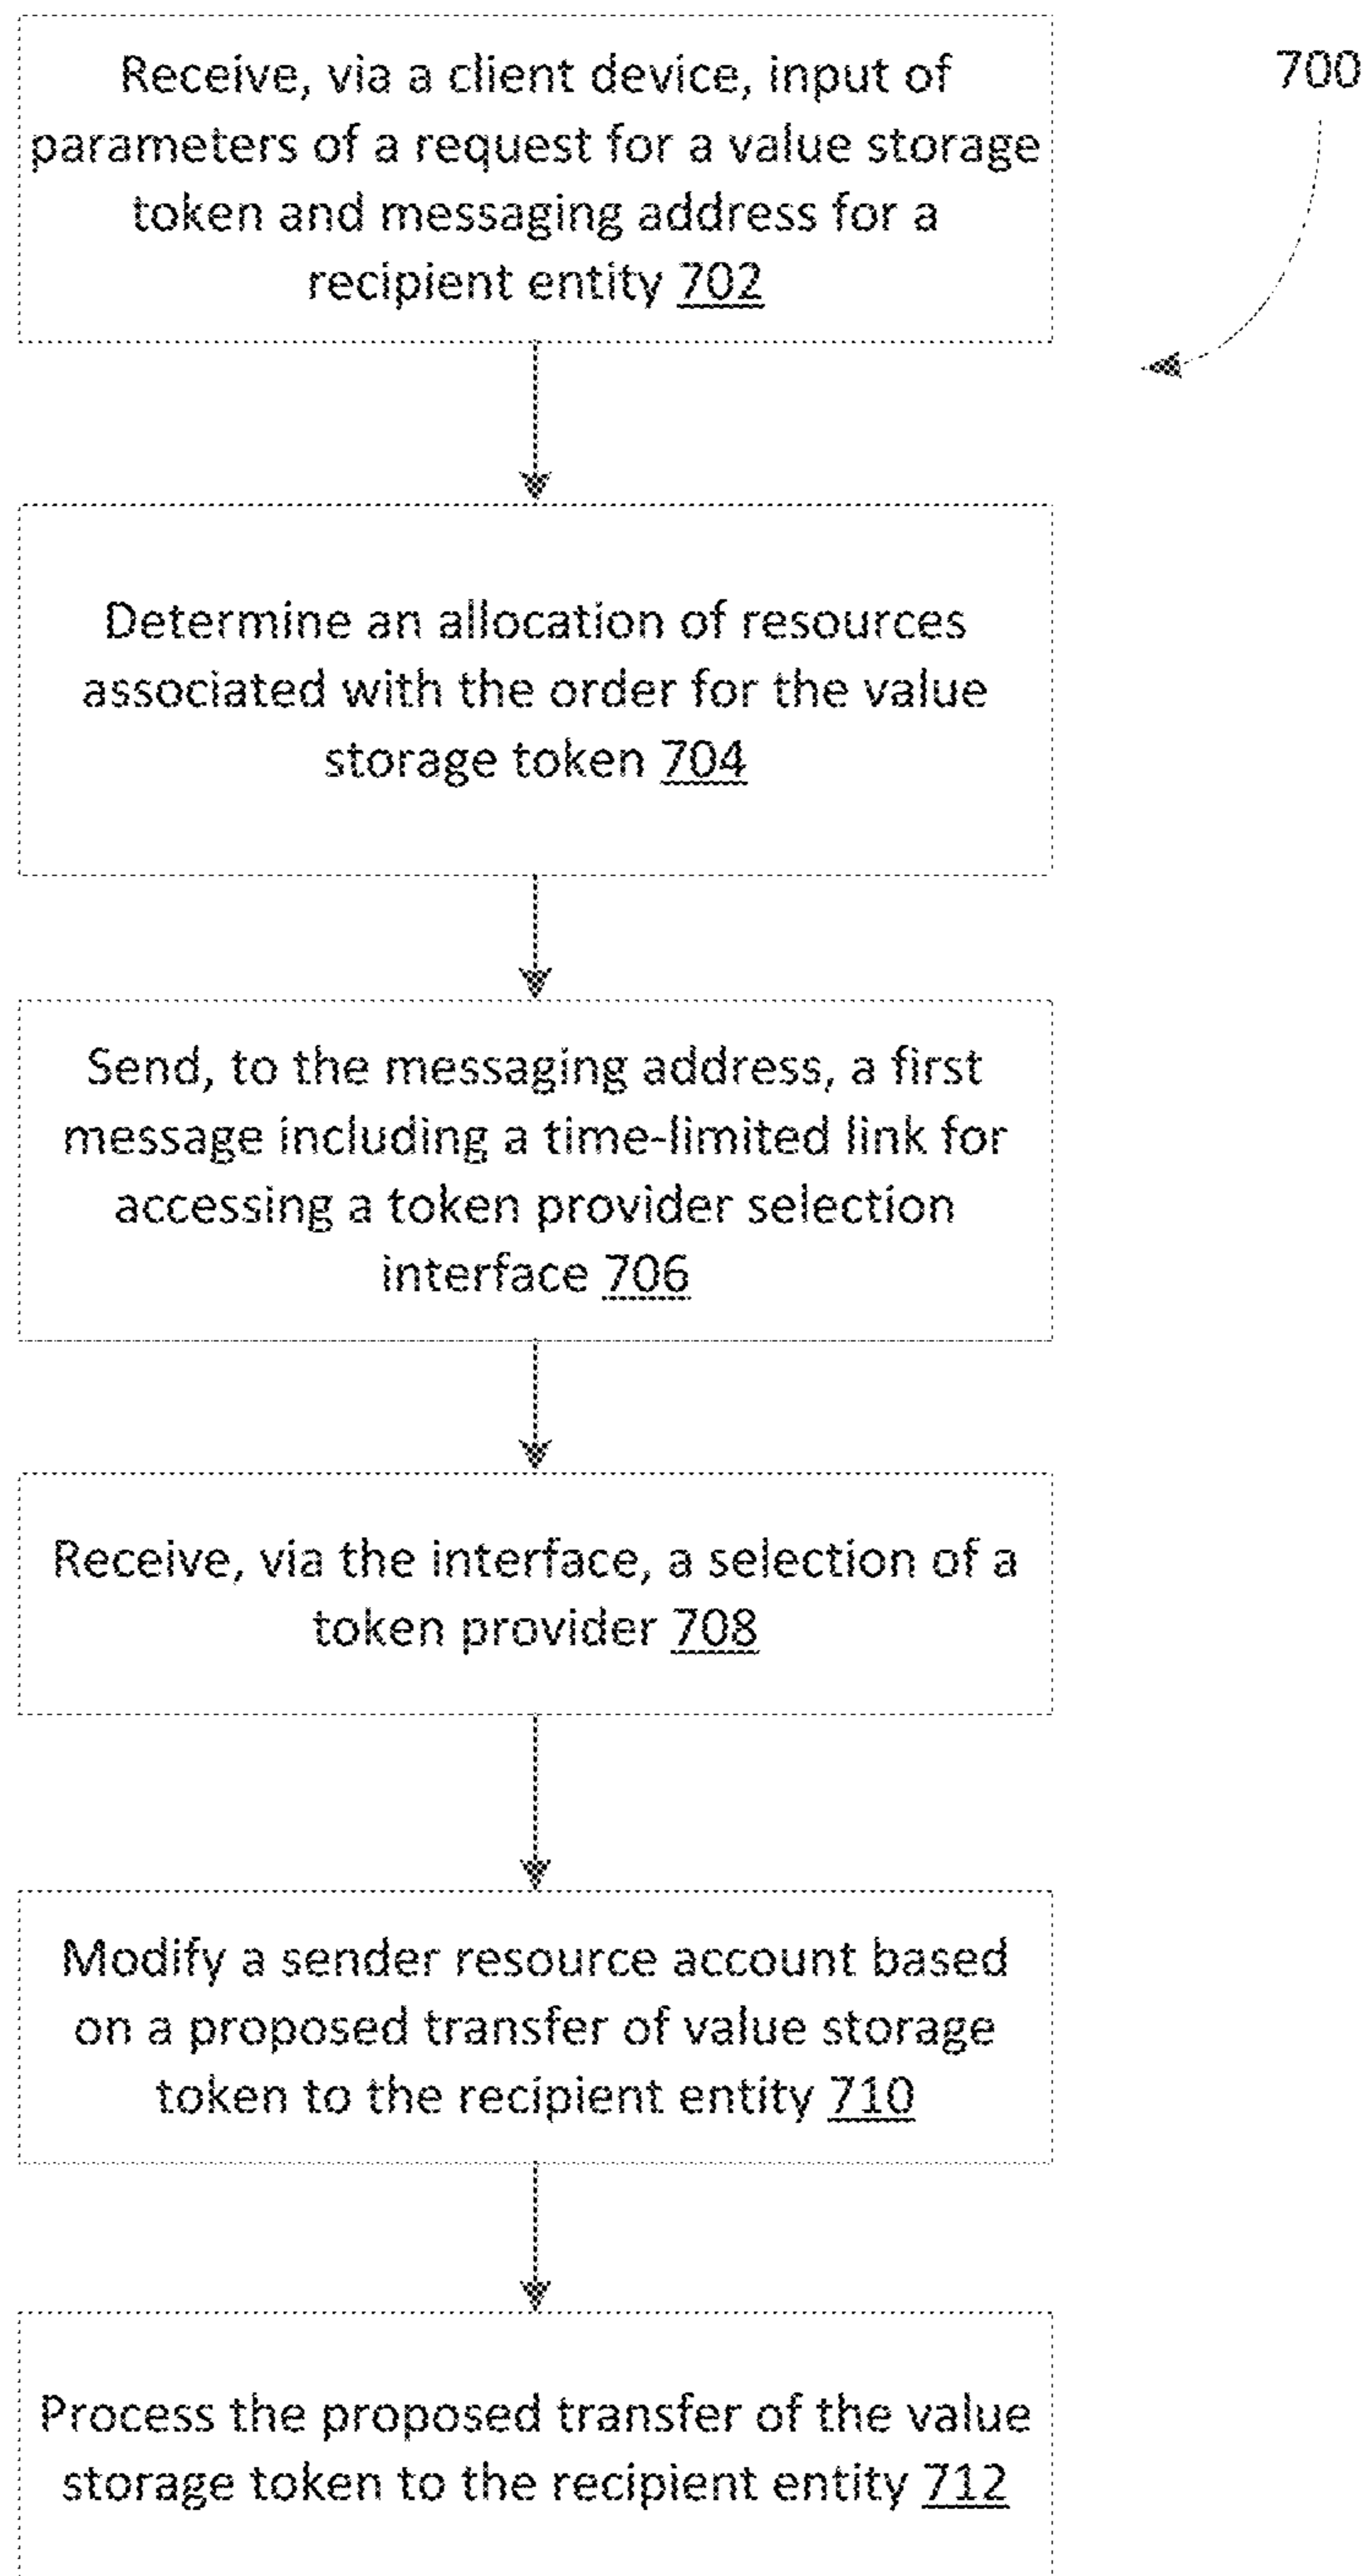 700
Receive, via a client device, input of
parameters of a request for a value storage
token and messaging address for a
recipient entity 702
Determine an allocation of resources
associated with the order for the value
storage token 704
Send, to the messaging address, a first
message including a time-limited link for
accessing a token provider selection
interface 706
Receive, via the interface, a selection of a
token provider 708
Modify a sender resource account based
on a proposed transfer of value storage
token to the recipient entity 710
Process the proposed transfer of the value
storage token to the recipient entity 712